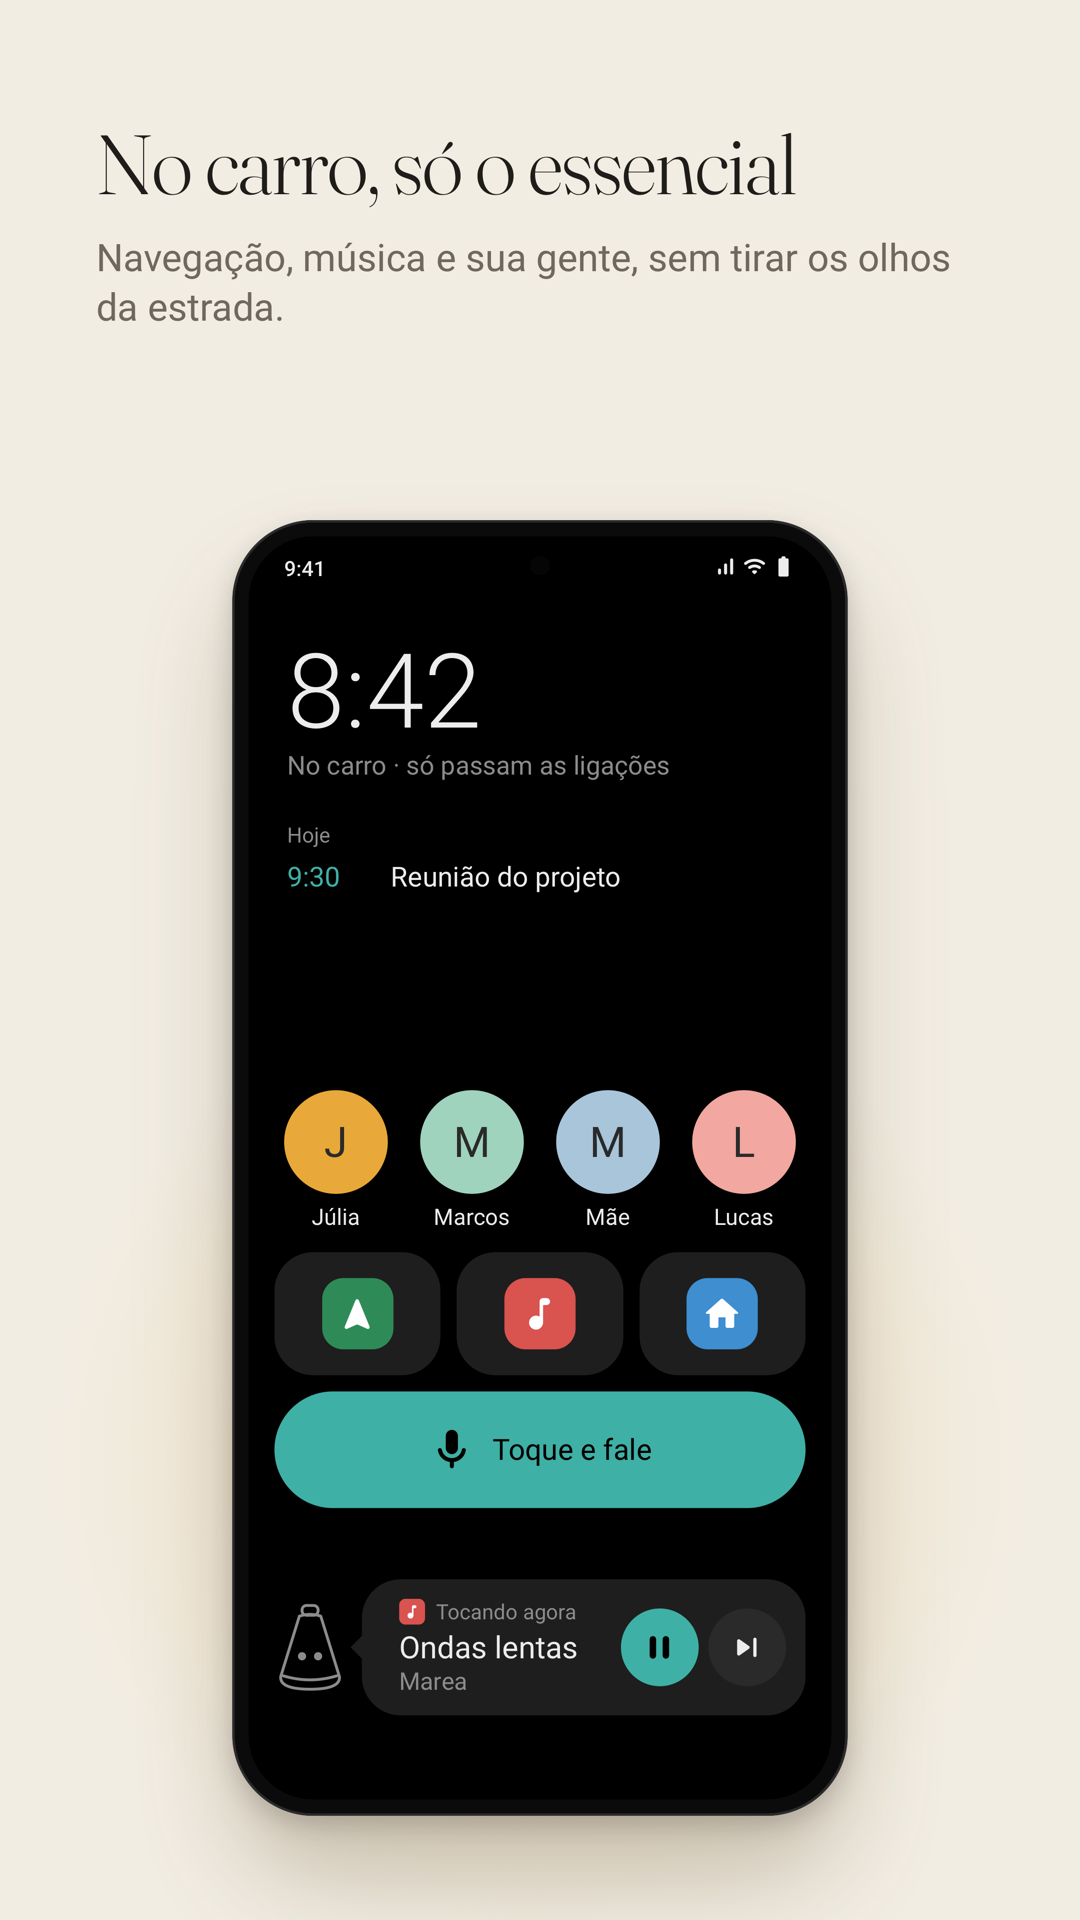 No carro, só o essencial
Navegação, música e sua gente, sem tirar os olhos
da estrada.
9:41
8:42
No carro · só passam as ligações
Hoje
9:30 Reunião do projeto
J M M L
Júlia Marcos Mãe Lucas
Toque e fale
Tocando agora
Ondas lentas
Marea